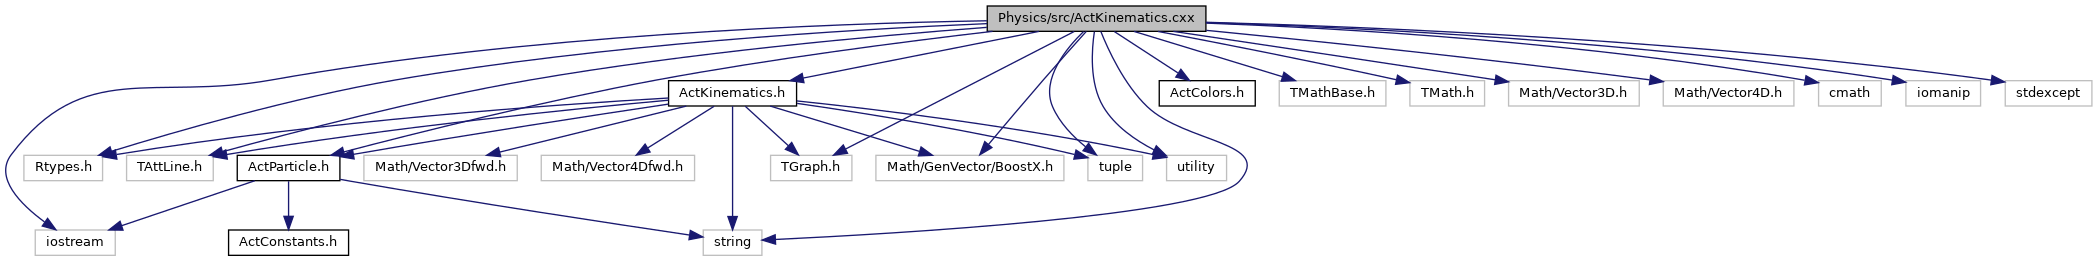 Physics/src/ActKinematics.cxx
ActKinematics.h
ActColors.h
TMathBase.h
TMath.h
Math/Vector3D.h
Math/Vector4D.h
cmath
iomanip
stdexcept
Rtypes.h
TAttLine.h
ActParticle.h
Math/Vector3Dfwd.h
Math/Vector4Dfwd.h
TGraph.h
Math/GenVector/BoostX.h
tuple
utility
iostream
ActConstants.h
string